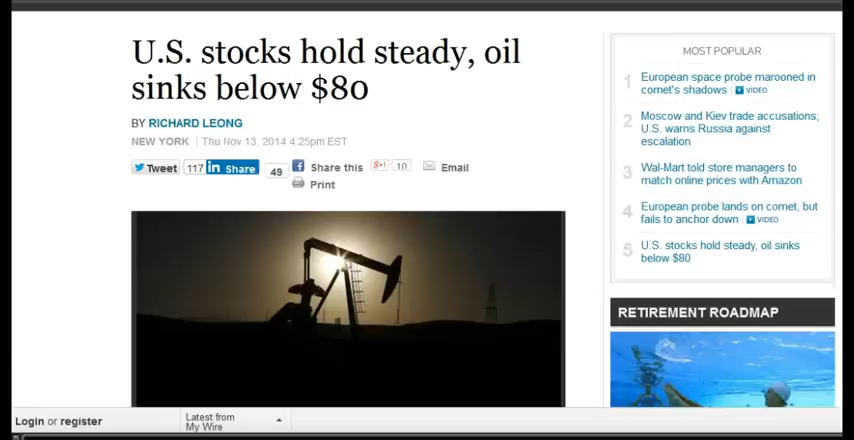 U.S. stocks hold steady, oil
sinks below $80
BY RICHARD LEONG
NEW YORK | Thu Nov 13, 2014 4:25pm EST
Tweet 117 in Share 49 Share this g+1 10 Email
Print
MOST POPULAR
1 European space probe marooned in
comet's shadows | VIDEO
2 Moscow and Kiev trade accusations;
U.S. warns Russia against
escalation
3 Wal-Mart told store managers to
match online prices with Amazon
4 European probe lands on comet, but
fails to anchor down | VIDEO
5 U.S. stocks hold steady, oil sinks
below $80
RETIREMENT ROADMAP
Login or register
Latest from
My Wire